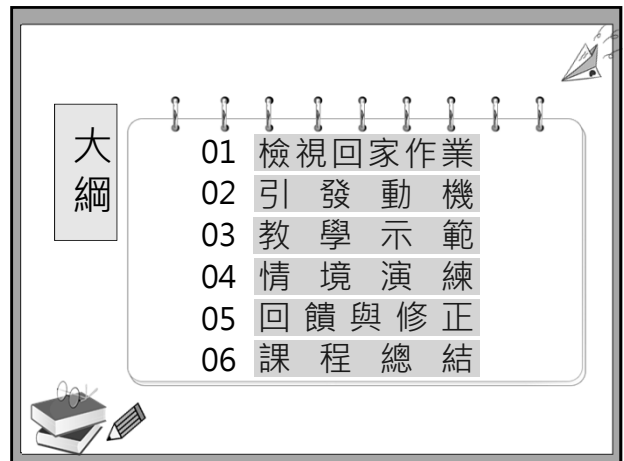 大綱
01 檢視回家作業
02 引發動機
03 教學示範
04 情境演練
05 回饋與修正
06 課程總結